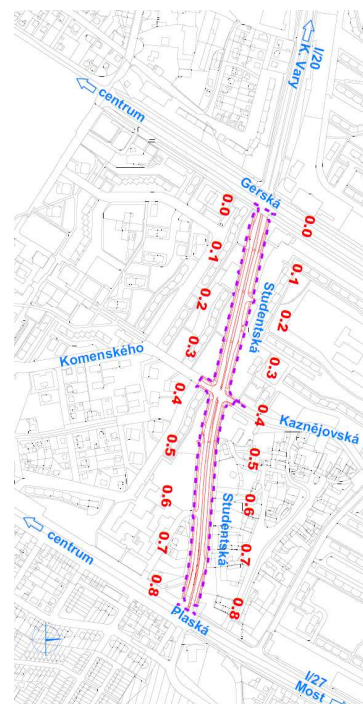 I/20
K. Vary
centrum
Gerská
0.0
0.0
0.1
0.1
Studentská
0.2
0.2
0.3
0.3
Komenského
0.4
0.4
Kaznějovská
0.5
0.5
0.6
0.6
Studentská
0.7
0.7
centrum
0.8
0.8
Plaská
I/27
Most